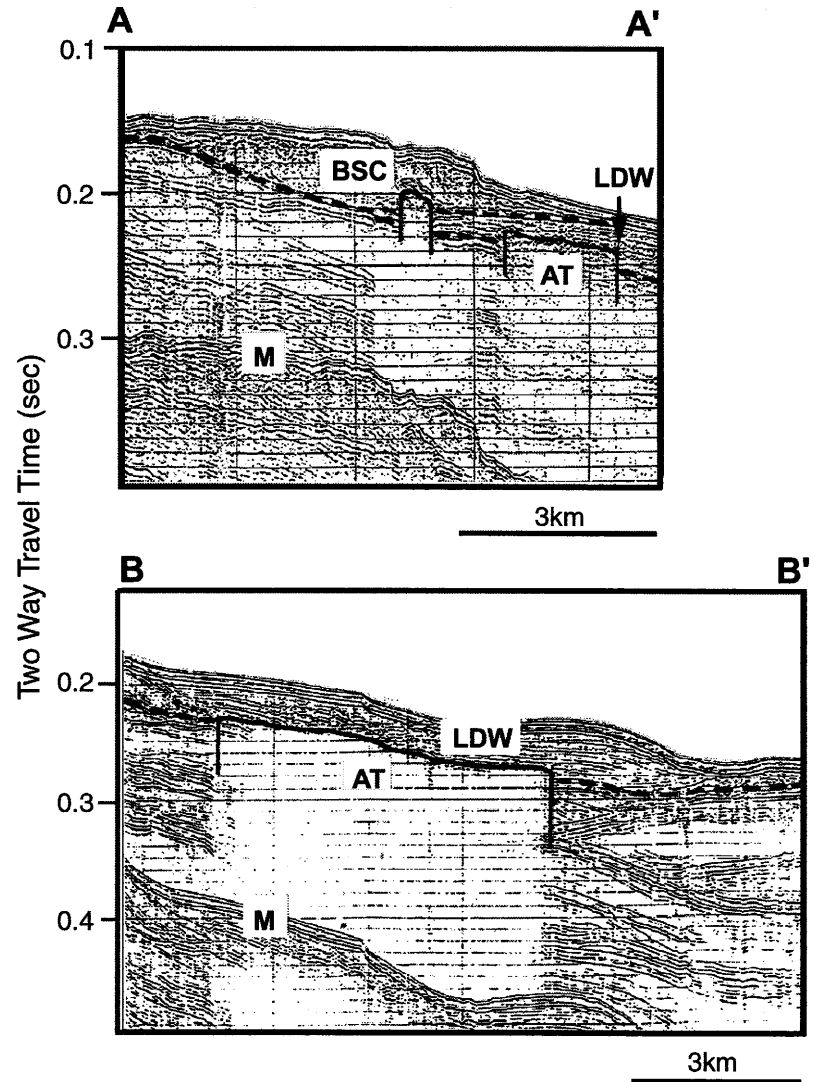 A A'
0.1
BSC
LDW
0.2
AT
0.3
M
3km
Two Way Travel Time (sec)
B B'
0.2
LDW
AT
0.3
M
0.4
3km